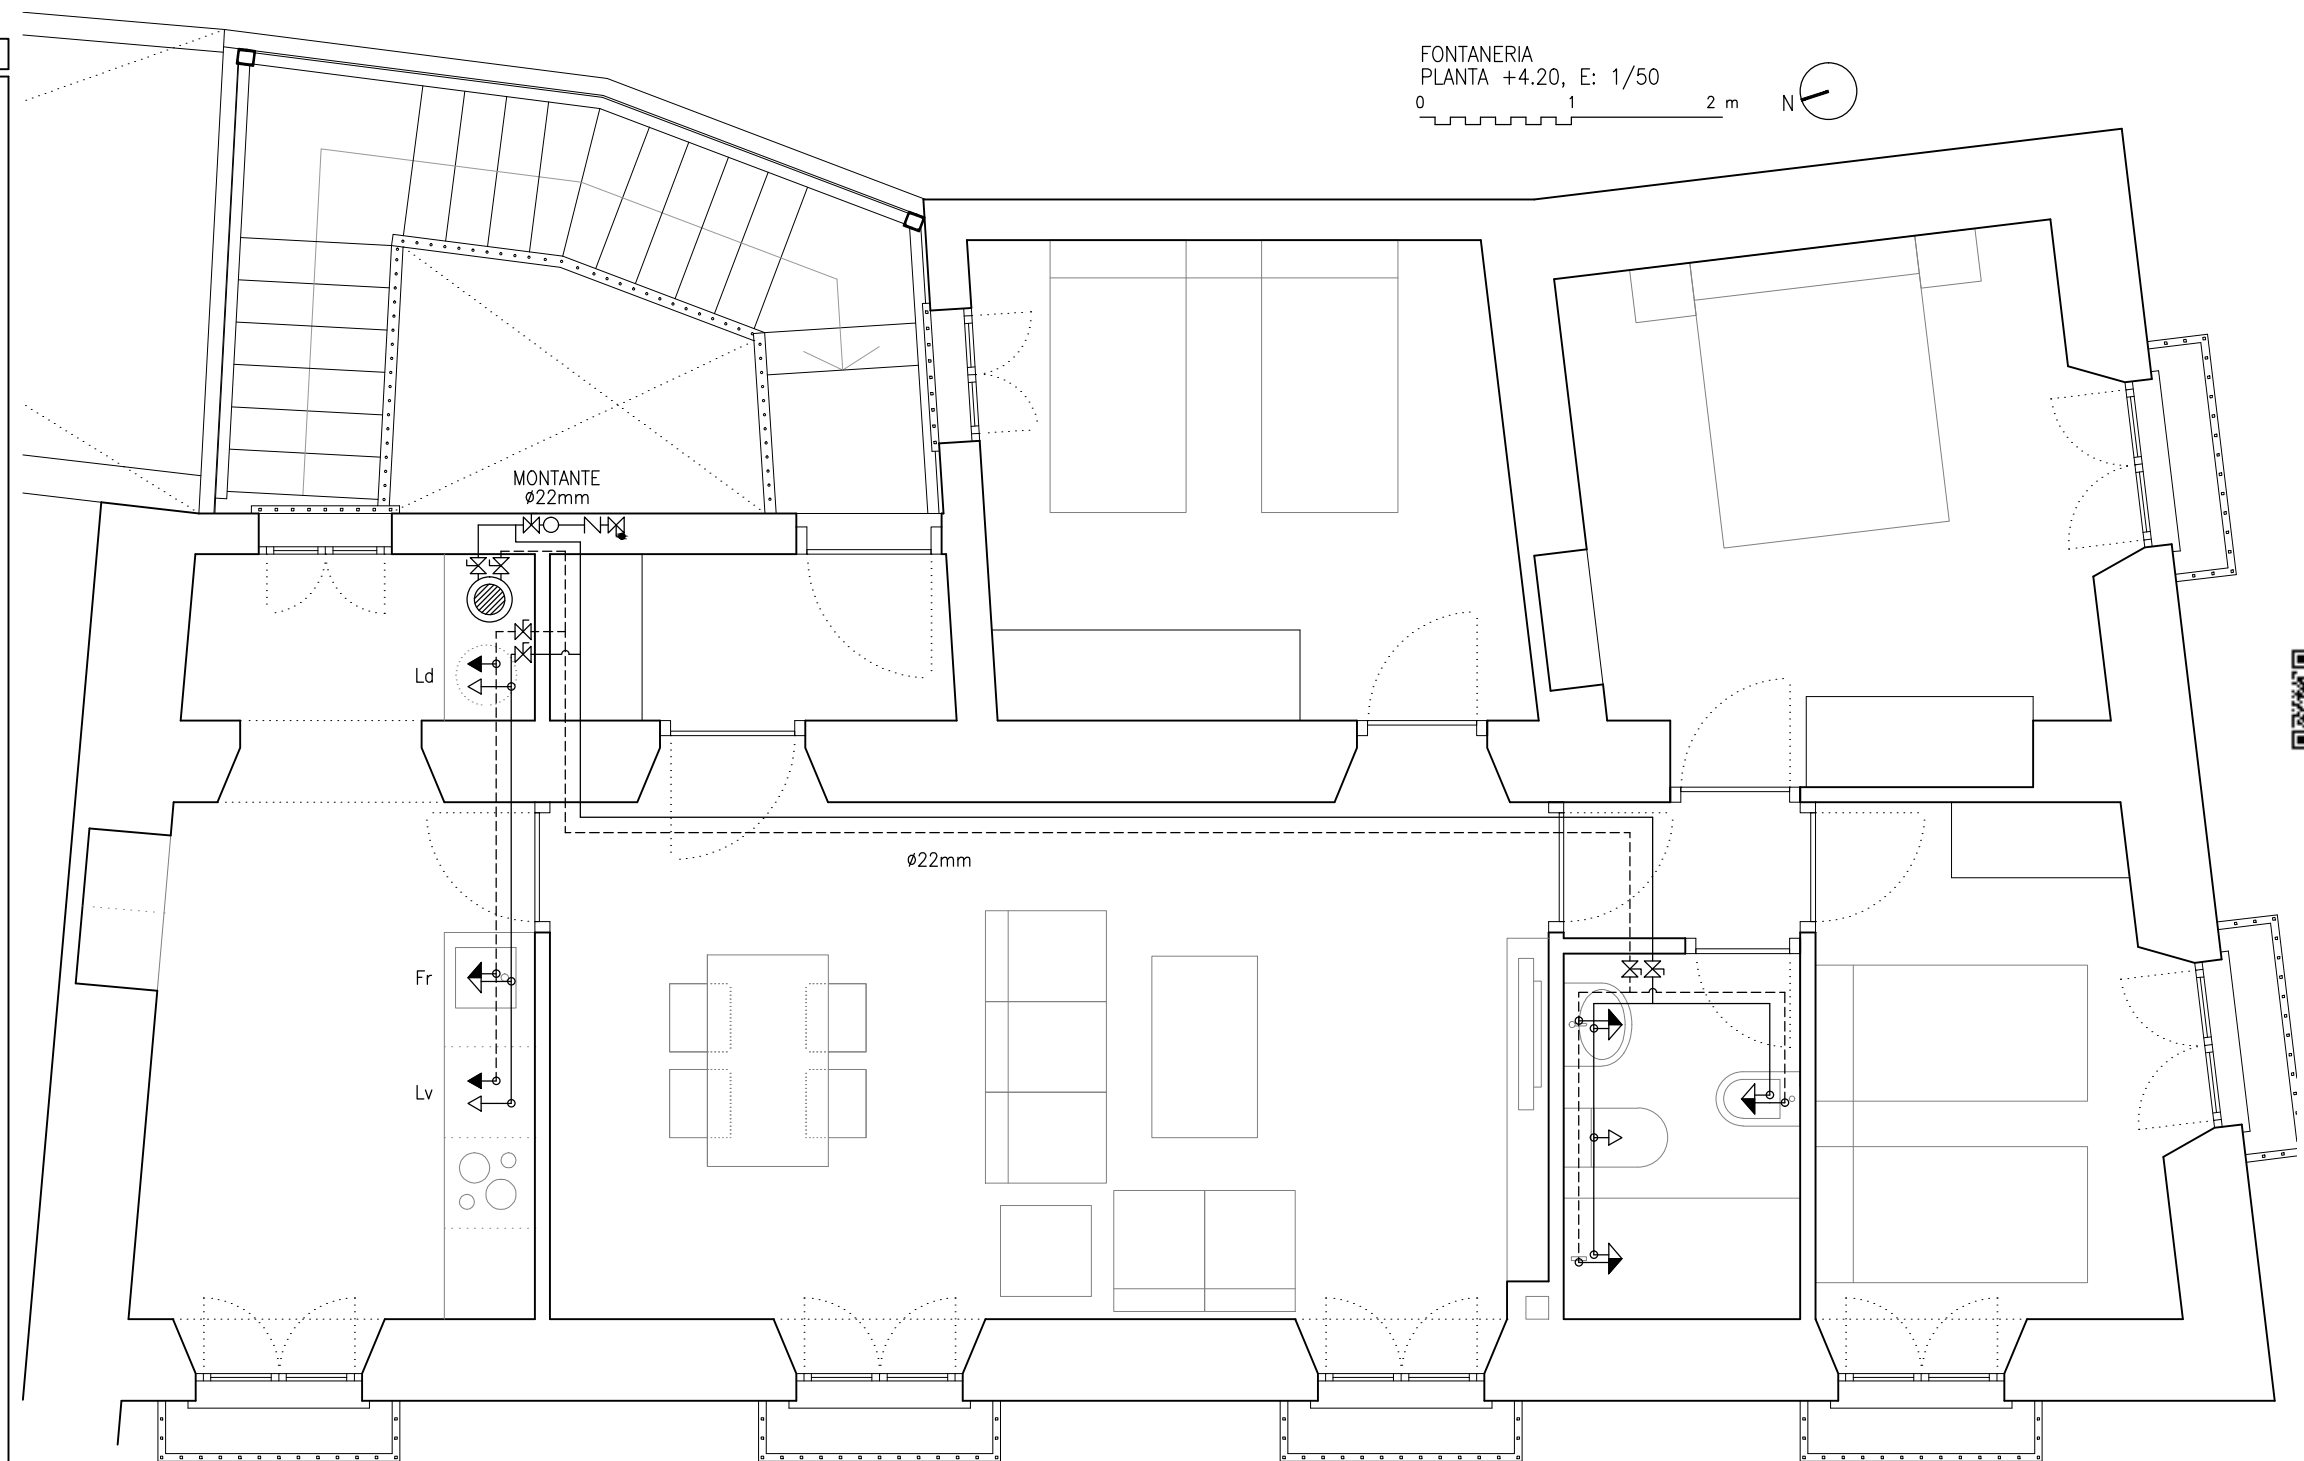 FONTANERIA
PLANTA +4.20, E: 1/50
0 1 2 m
N
MONTANTE
ø22mm
Ld
ø22mm
Fr
Lv